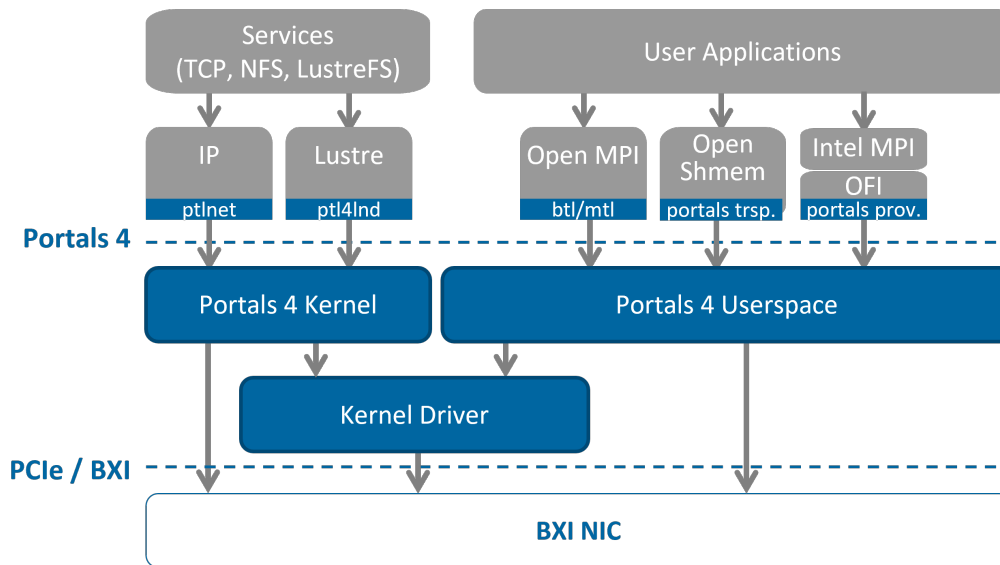 Services
(TCP, NFS, LustreFS)
User Applications
IP
Lustre
Open MPI
Open
Shmem
Intel MPI
OFI
ptlnet
ptl4lnd
btl/mtl
portals trsp.
portals prov.
Portals 4
Portals 4 Kernel
Portals 4 Userspace
Kernel Driver
PCIe / BXI
BXI NIC